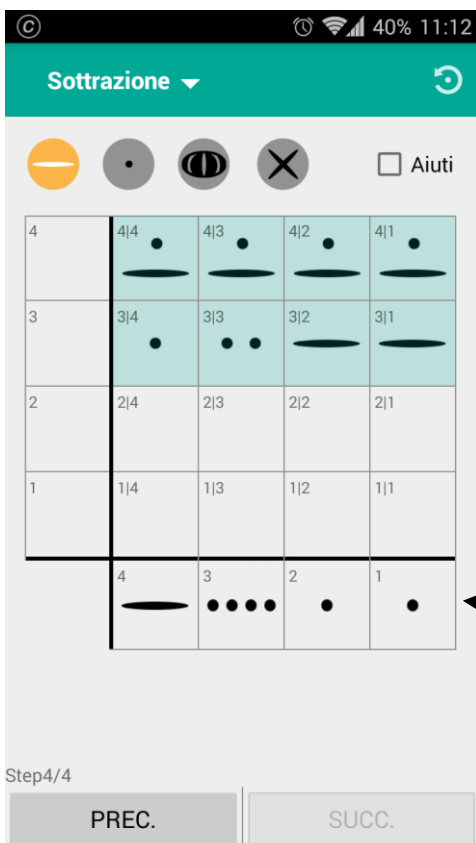 © 40% 11:12
Sottrazione
Aiuti
4 4|4 4|3 4|2 4|1
3 3|4 3|3 3|2 3|1
2 2|4 2|3 2|2 2|1
1 1|4 1|3 1|2 1|1
4 3 2 1
Step4/4
PREC. SUCC.